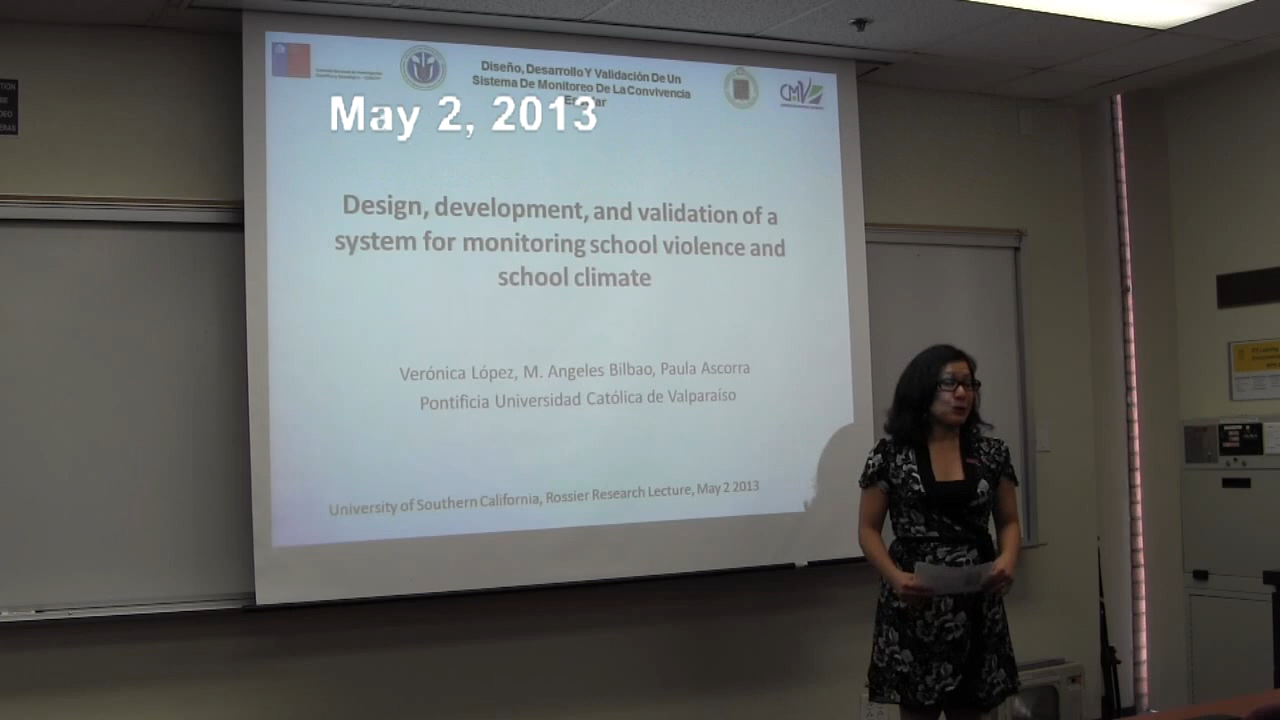 Diseño, Desarrollo Y Validación De Un
Sistema De Monitoreo De La Convivencia
May 2, 2013
Design, development, and validation of a
system for monitoring school violence and
school climate
Verónica López, M. Angeles Bilbao, Paula Ascorra
Pontificia Universidad Católica de Valparaíso
University of Southern California, Rossier Research Lecture, May 2 2013
CMV